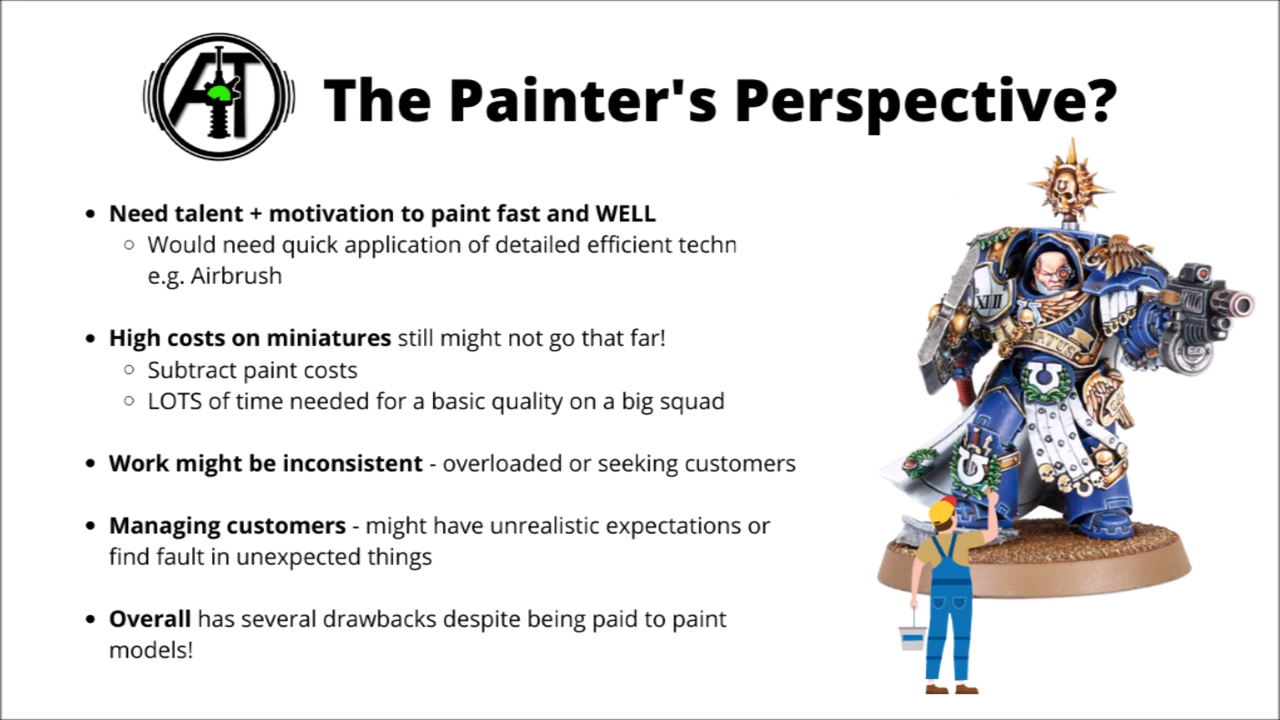 AT
The Painter's Perspective?
• Need talent + motivation to paint fast and WELL
○ Would need quick application of detailed efficient techn
e.g. Airbrush
• High costs on miniatures still might not go that far!
○ Subtract paint costs
○ LOTS of time needed for a basic quality on a big squad
• Work might be inconsistent - overloaded or seeking customers
• Managing customers - might have unrealistic expectations or
find fault in unexpected things
• Overall has several drawbacks despite being paid to paint
models!
XLII